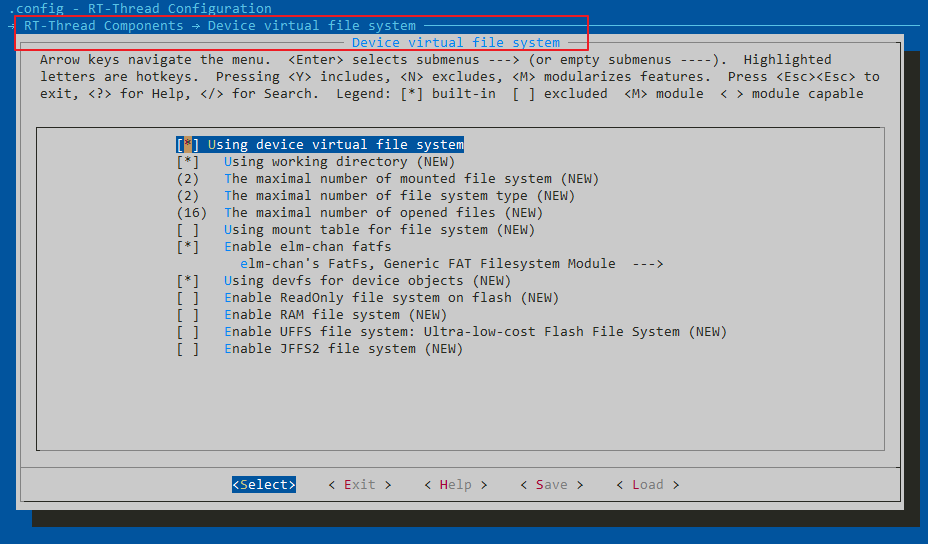 .config - RT-Thread Configuration
→ RT-Thread Components → Device virtual file system
Device virtual file system
Arrow keys navigate the menu.  <Enter> selects submenus ---> (or empty submenus ----).  Highlighted
letters are hotkeys.  Pressing <Y> includes, <N> excludes, <M> modularizes features.  Press <Esc><Esc> to
exit, <?> for Help, </> for Search.  Legend: [*] built-in  [ ] excluded  <M> module  < > module capable
[*] Using device virtual file system
[*]   Using working directory (NEW)
(2)   The maximal number of mounted file system (NEW)
(2)   The maximal number of file system type (NEW)
(16)  The maximal number of opened files (NEW)
[ ]   Using mount table for file system (NEW)
[*]   Enable elm-chan fatfs
elm-chan's FatFs, Generic FAT Filesystem Module  --->
[*]   Using devfs for device objects (NEW)
[ ]   Enable ReadOnly file system on flash (NEW)
[ ]   Enable RAM file system (NEW)
[ ]   Enable UFFS file system: Ultra-low-cost Flash File System (NEW)
[ ]   Enable JFFS2 file system (NEW)
<Select>    < Exit >    < Help >    < Save >    < Load >